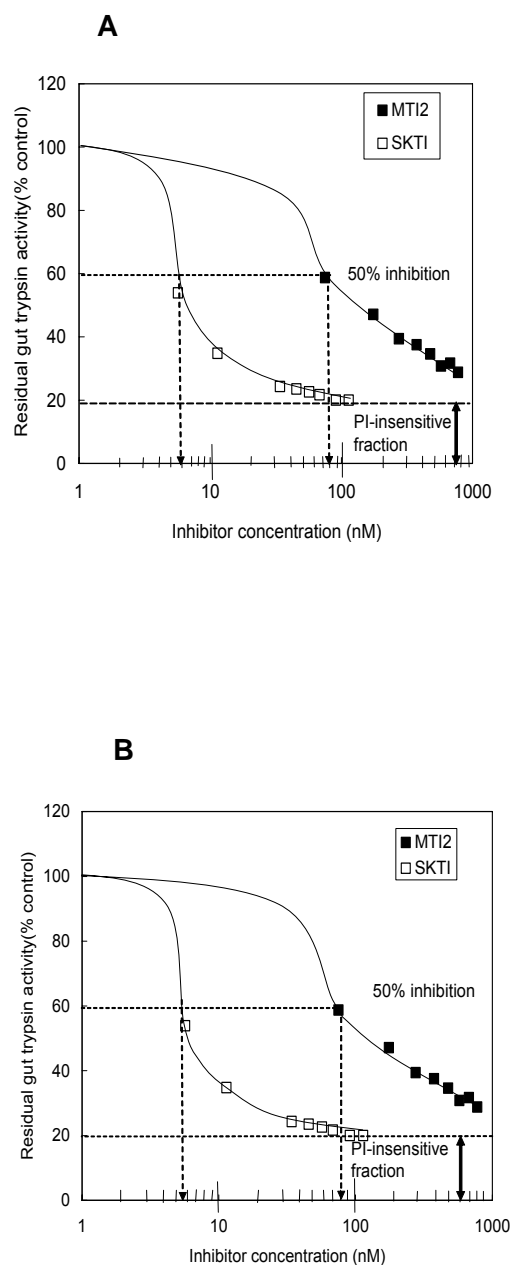 A
120
100
80
60
40
20
0
Residual gut trypsin activity(% control)
MTI2
SKTI
50% inhibition
PI-insensitive
fraction
1
10
100
1000
Inhibitor concentration (nM)
B
120
100
80
60
40
20
0
Residual gut trypsin activity(% control)
MTI2
SKTI
50% inhibition
PI-insensitive
fraction
1
10
100
1000
Inhibitor concentration (nM)